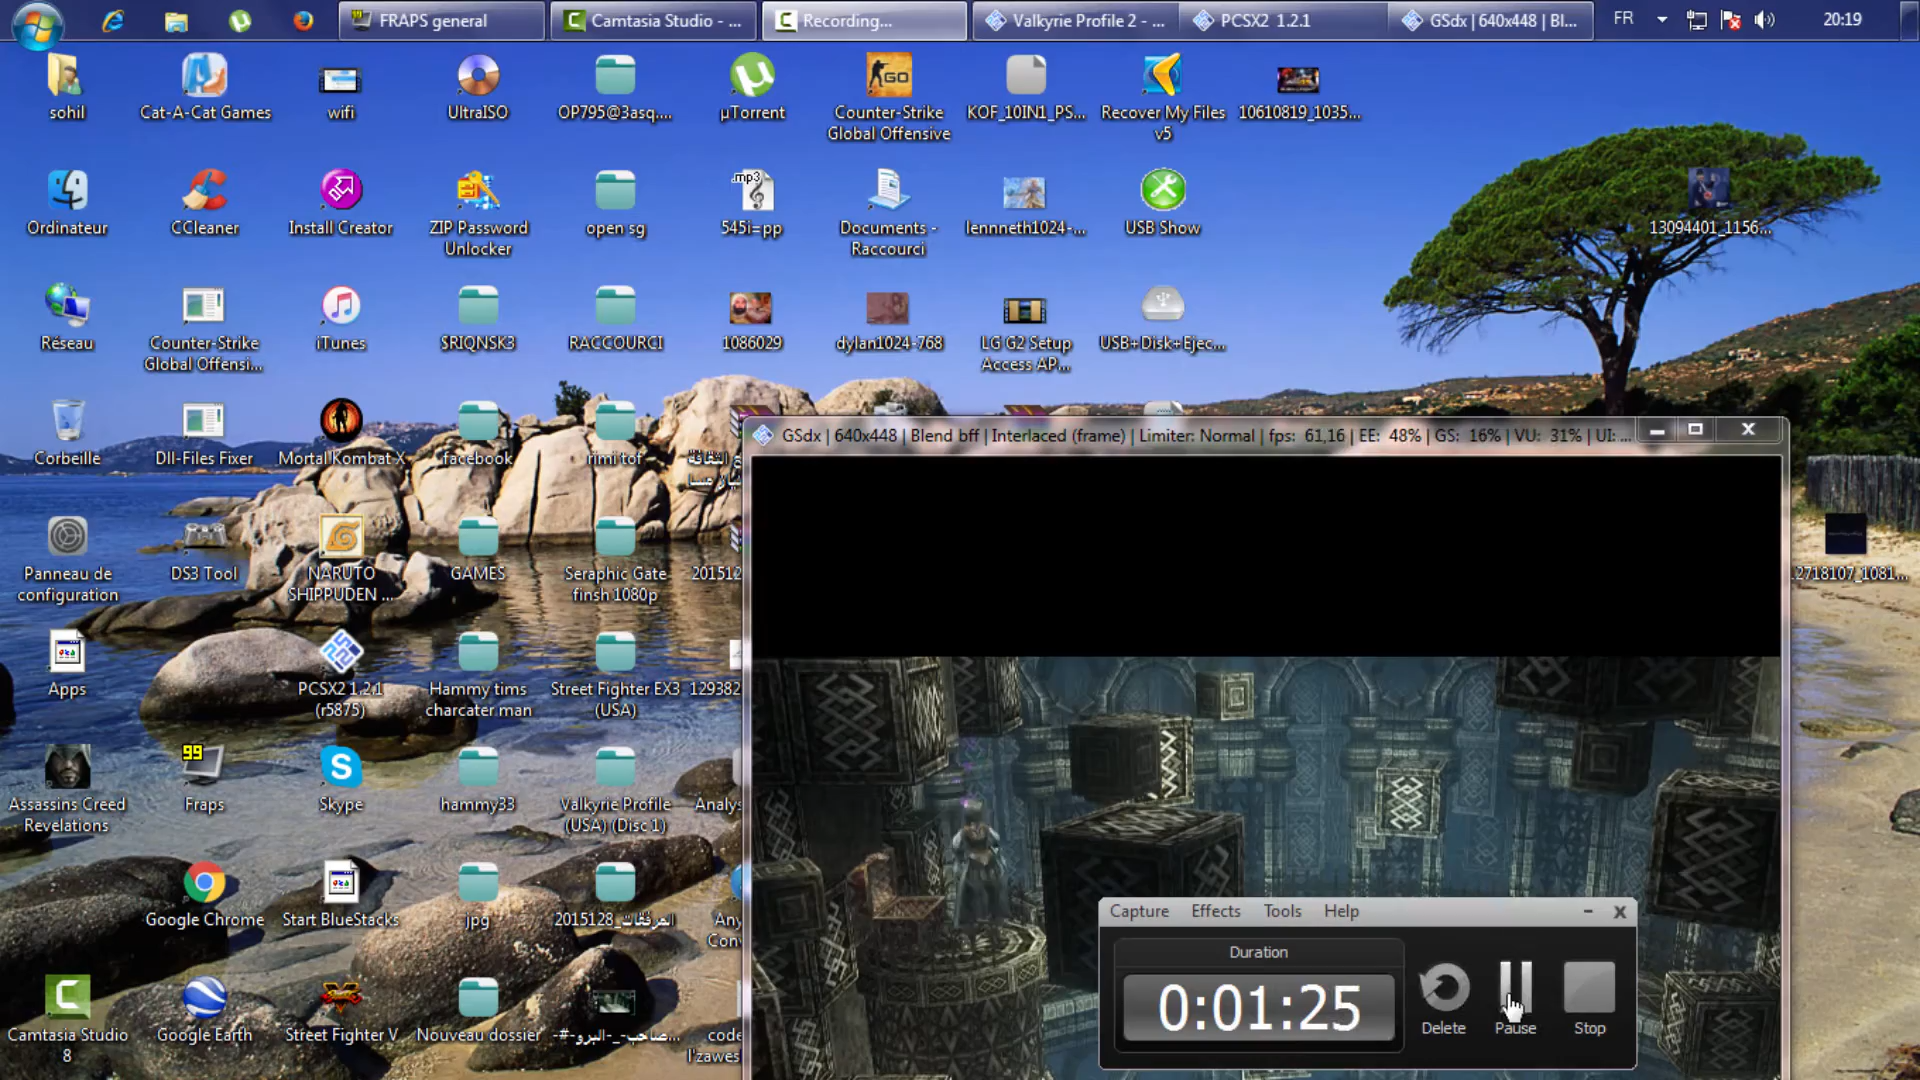 FRAPS general
Camtasia Studio - ...
Recording...
Valkyrie Profile 2 - ...
PCSX2 1.2.1
GSdx | 640x448 | Bl...
FR
20:19
sohil
Cat-A-Cat Games
wifi
UltraISO
OP795@3asq....
µTorrent
Counter-Strike
Global Offensive
KOF_10IN1_PS...
Recover My Files
v5
10610819_1035...
Ordinateur
CCleaner
Install Creator
ZIP Password
Unlocker
open sg
.mp3
545i=pp
Documents -
Raccourci
lennneth1024-...
USB Show
13094401_1156...
Réseau
Counter-Strike
Global Offensi...
iTunes
$RIQNSK3
RACCOURCI
1086029
dylan1024-768
LG G2 Setup
Access AP...
USB+Disk+Ejec...
Corbeille
Dll-Files Fixer
Mortal Kombat X
facebook
rimi tof
GSdx | 640x448 | Blend bff | Interlaced (frame) | Limiter: Normal | fps: 61,16 | EE: 48% | GS: 16% | VU: 31% | UI: ...
Panneau de
configuration
DS3 Tool
NARUTO
SHIPPUDEN ...
GAMES
Seraphic Gate
finsh 1080p
201512
2718107_1081...
Apps
PCSX2 1.2.1
(r5875)
Hammy tims
charcater man
Street Fighter EX3
(USA)
129382
Assassins Creed
Revelations
99
Fraps
Skype
hammy33
Valkyrie Profile
(USA) (Disc 1)
Analys
Google Chrome
Start BlueStacks
jpg
المرفقات_2015128
Any
Con
Camtasia Studio
8
Google Earth
Street Fighter V
Nouveau dossier
code
l'zawes
Capture
Effects
Tools
Help
Duration
0:01:25
Delete
Pause
Stop